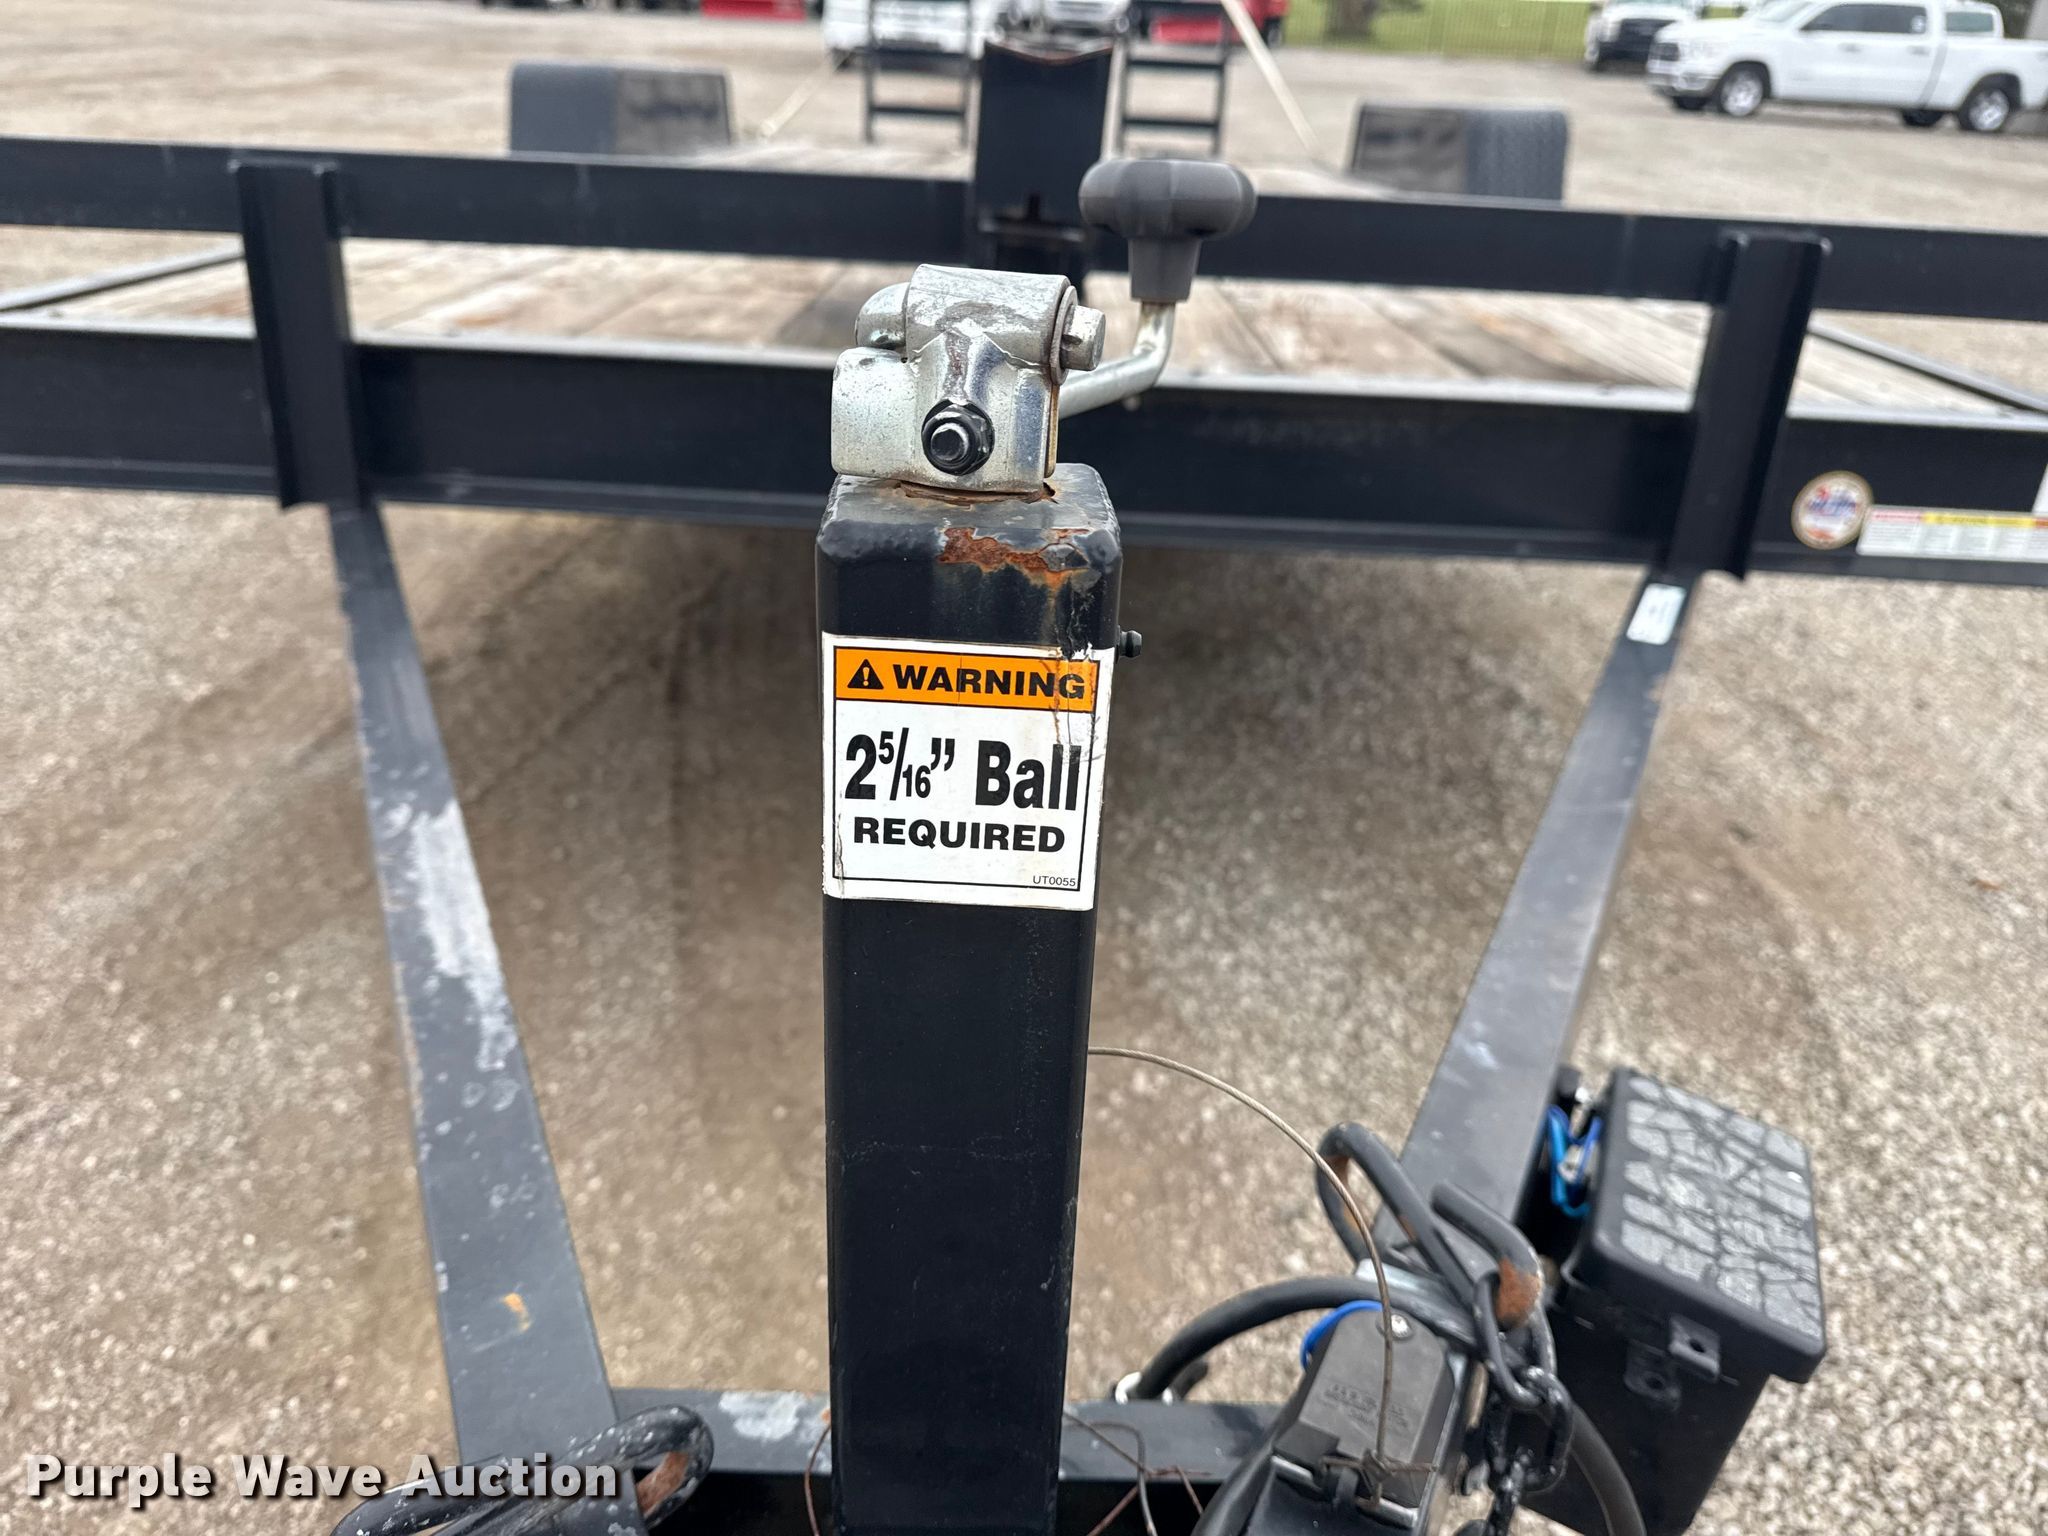 WARNING
2 5/16” Ball
REQUIRED
UT0055
Purple Wave Auction